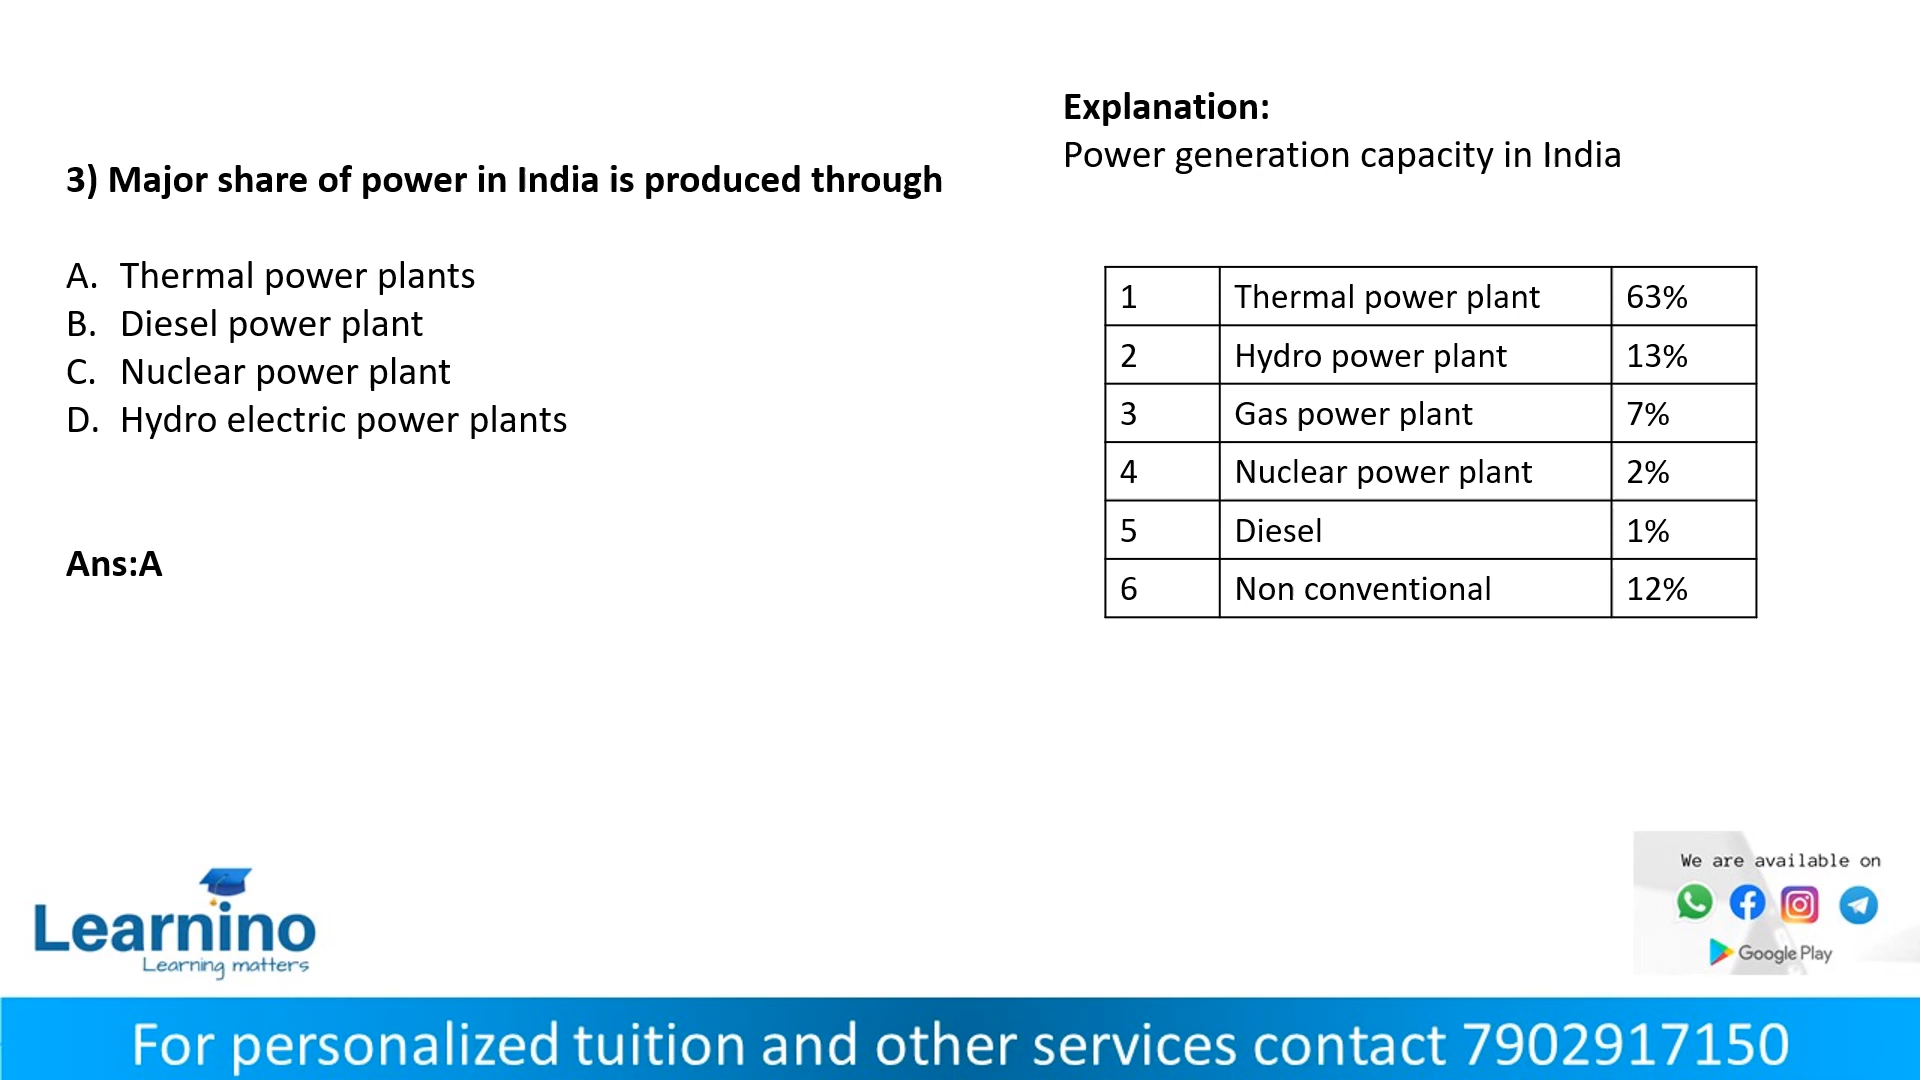 3) Major share of power in India is produced through
A. Thermal power plants
B. Diesel power plant
C. Nuclear power plant
D. Hydro electric power plants
Ans:A
Explanation:
Power generation capacity in India
1 Thermal power plant 63%
2 Hydro power plant 13%
3 Gas power plant 7%
4 Nuclear power plant 2%
5 Diesel 1%
6 Non conventional 12%
Learnino
Learning matters
We are available on
Google Play
For personalized tuition and other services contact 7902917150